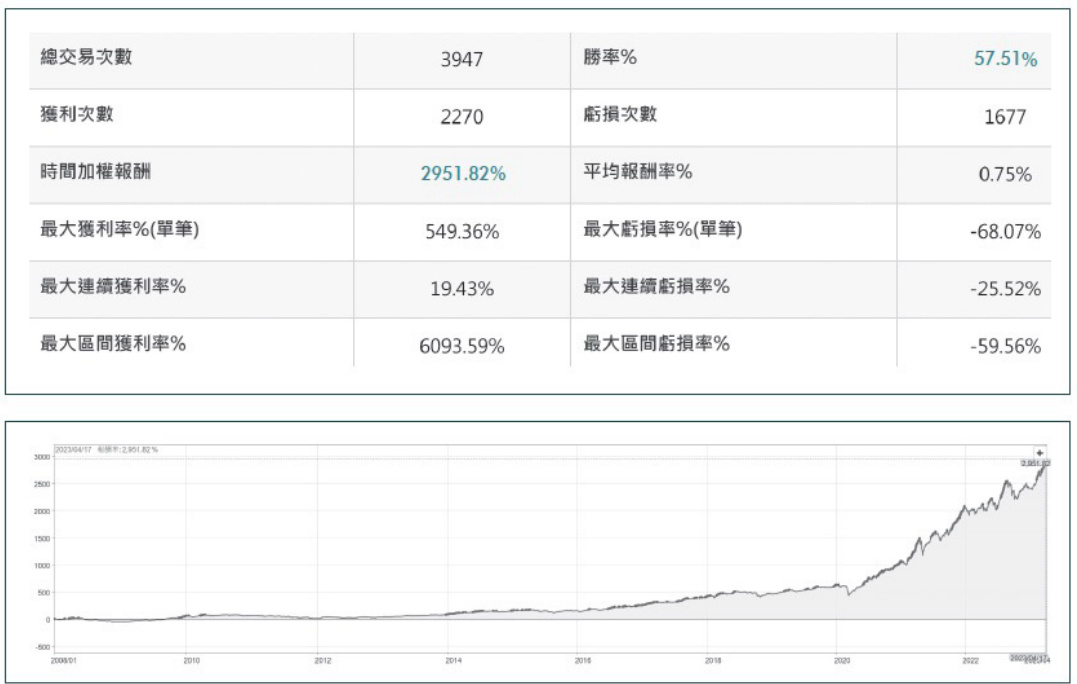 總交易次數 3947 勝率% 57.51%
獲利次數 2270 虧損次數 1677
時間加權報酬 2951.82% 平均報酬率% 0.75%
最大獲利率%(單筆) 549.36% 最大虧損率%(單筆) -68.07%
最大連續獲利率% 19.43% 最大連續虧損率% -25.52%
最大區間獲利率% 6093.59% 最大區間虧損率% -59.56%
2023/04/17 報酬率: 2,951.82 %
3000
2,951.82
2500
2000
1500
1000
500
0
-500
2008/01 2010 2012 2014 2016 2018 2020 2022 2023/04/17